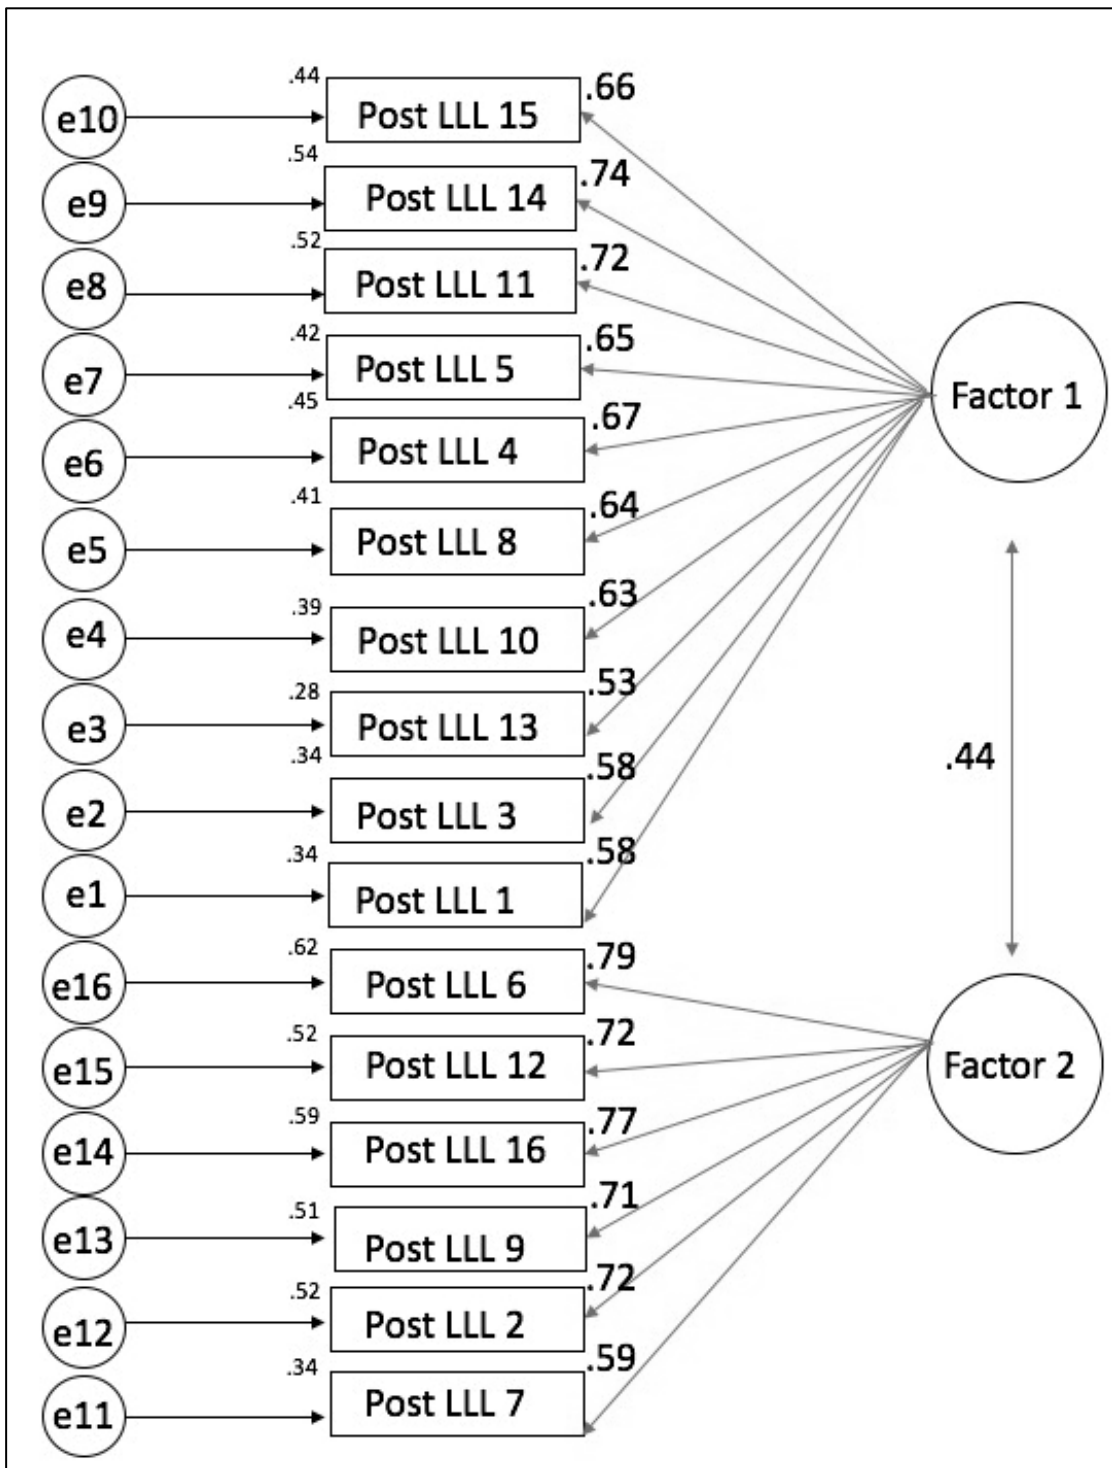 .44 .66
e10 Post LLL 15
.54 .74
e9 Post LLL 14
.52 .72
e8 Post LLL 11
.42 .65
e7 Post LLL 5
Factor 1
.45 .67
e6 Post LLL 4
.41 .64
e5 Post LLL 8
.39 .63
e4 Post LLL 10
.28 .53
e3 Post LLL 13
.34 .58
.44
e2 Post LLL 3
.34 .58
e1 Post LLL 1
.62 .79
e16 Post LLL 6
.52 .72
e15 Post LLL 12
Factor 2
.59 .77
e14 Post LLL 16
.51 .71
e13 Post LLL 9
.52 .72
e12 Post LLL 2
.34 .59
e11 Post LLL 7